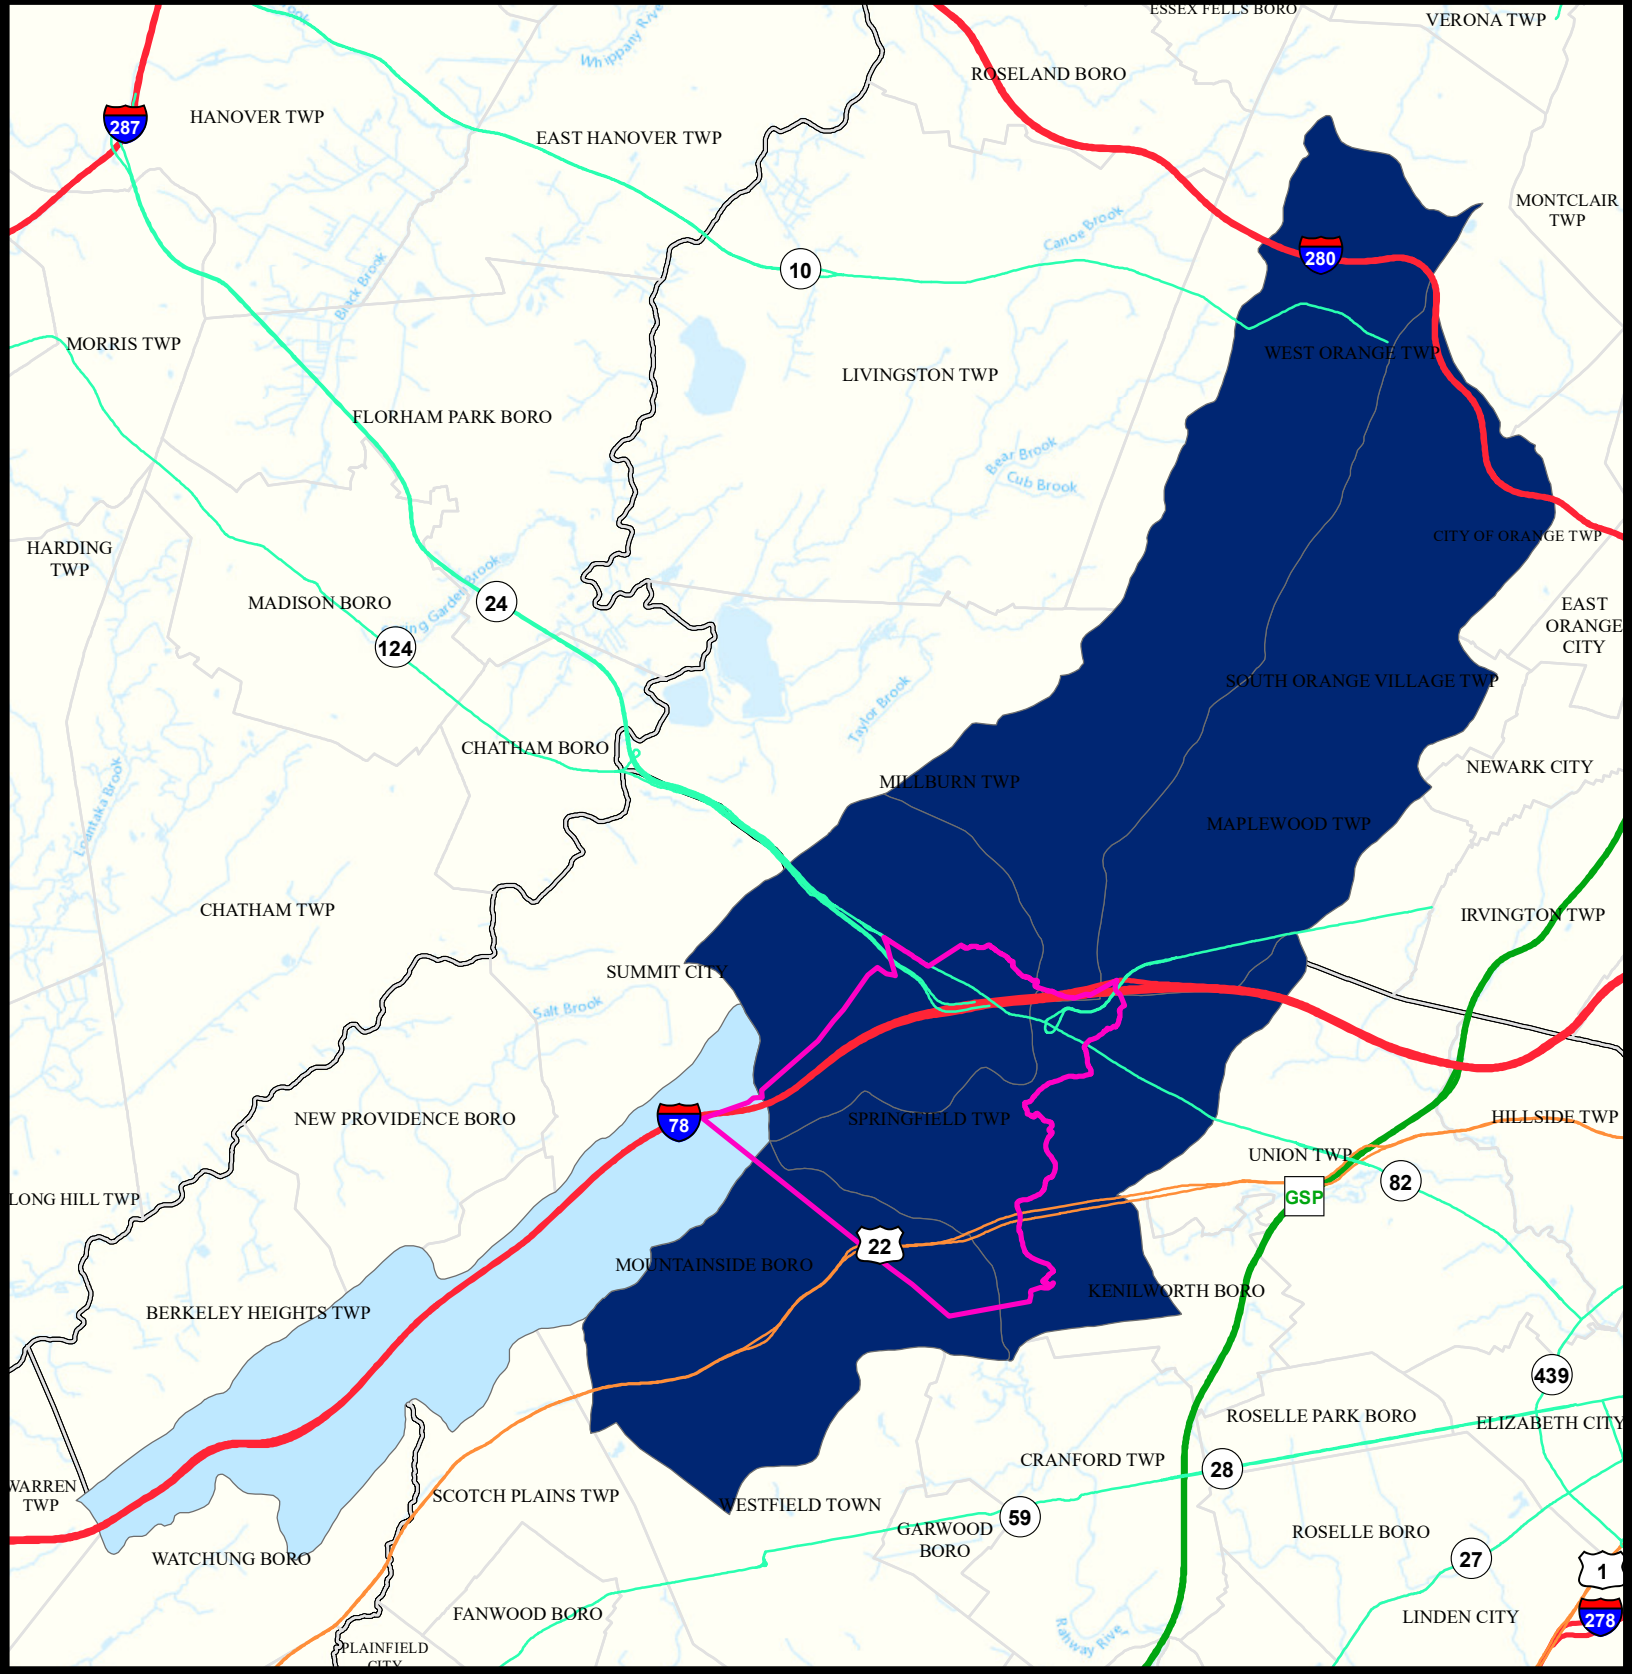 ESSEX FELLS BORO
VERONA TWP
Brook
Whippany River
ROSELAND BORO
287
HANOVER TWP
EAST HANOVER TWP
MONTCLAIR
TWP
Canoe Brook
280
10
Black Brook
MORRIS TWP
WEST ORANGE TWP
LIVINGSTON TWP
FLORHAM PARK BORO
Bear Brook
Cub Brook
CITY OF ORANGE TWP
HARDING
TWP
Spring Garden Brook
MADISON BORO
24
124
EAST
ORANGE
CITY
SOUTH ORANGE VILLAGE TWP
Taylor Brook
CHATHAM BORO
NEWARK CITY
MILLBURN TWP
Loantaka Brook
MAPLEWOOD TWP
CHATHAM TWP
IRVINGTON TWP
SUMMIT CITY
Salt Brook
NEW PROVIDENCE BORO
78
SPRINGFIELD TWP
HILLSIDE TWP
UNION TWP
82
LONG HILL TWP
GSP
22
MOUNTAINSIDE BORO
KENILWORTH BORO
BERKELEY HEIGHTS TWP
439
ROSELLE PARK BORO
ELIZABETH CITY
CRANFORD TWP
28
WARREN
TWP
SCOTCH PLAINS TWP
WESTFIELD TOWN
59
GARWOOD
BORO
ROSELLE BORO
27
WATCHUNG BORO
1
FANWOOD BORO
LINDEN CITY
278
Rahway Rive
PLAINFIELD
CITY